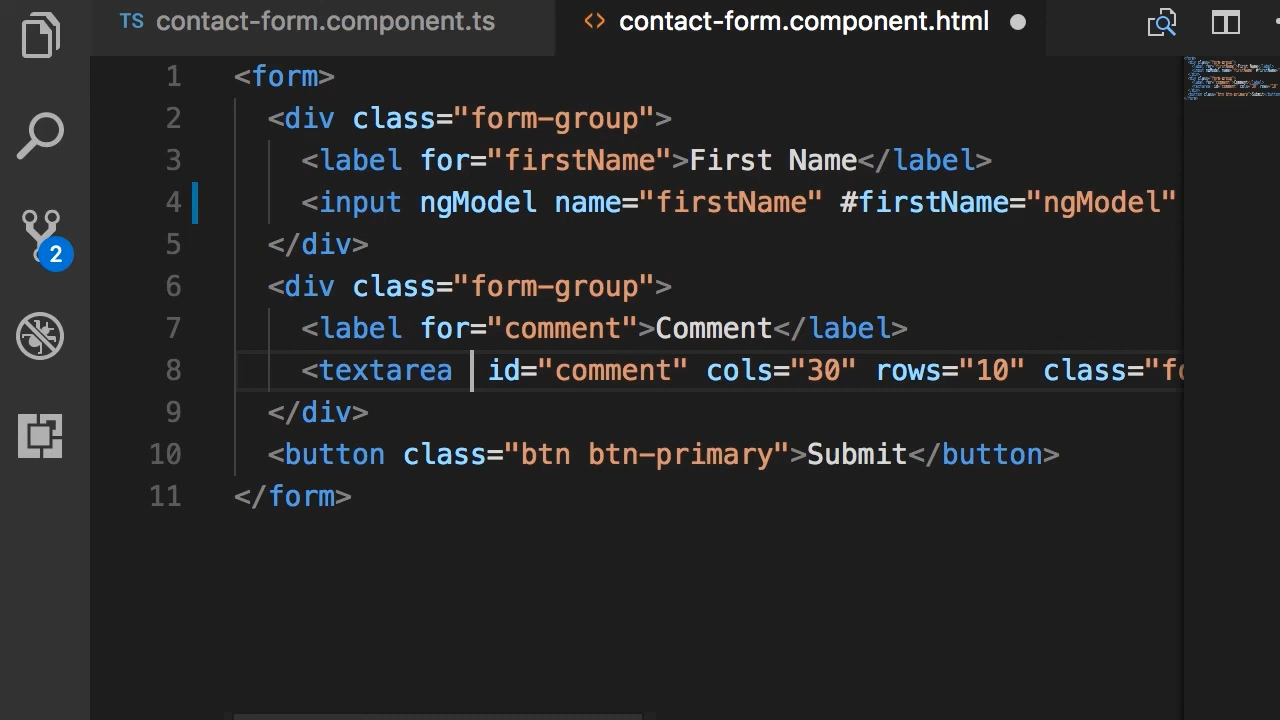 TS contact-form.component.ts <> contact-form.component.html
1 <form>
2 <div class="form-group">
3 <label for="firstName">First Name</label>
4 <input ngModel name="firstName" #firstName="ngModel"
5 </div>
2
6 <div class="form-group">
7 <label for="comment">Comment</label>
8 <textarea id="comment" cols="30" rows="10" class="fo
9 </div>
10 <button class="btn btn-primary">Submit</button>
11 </form>